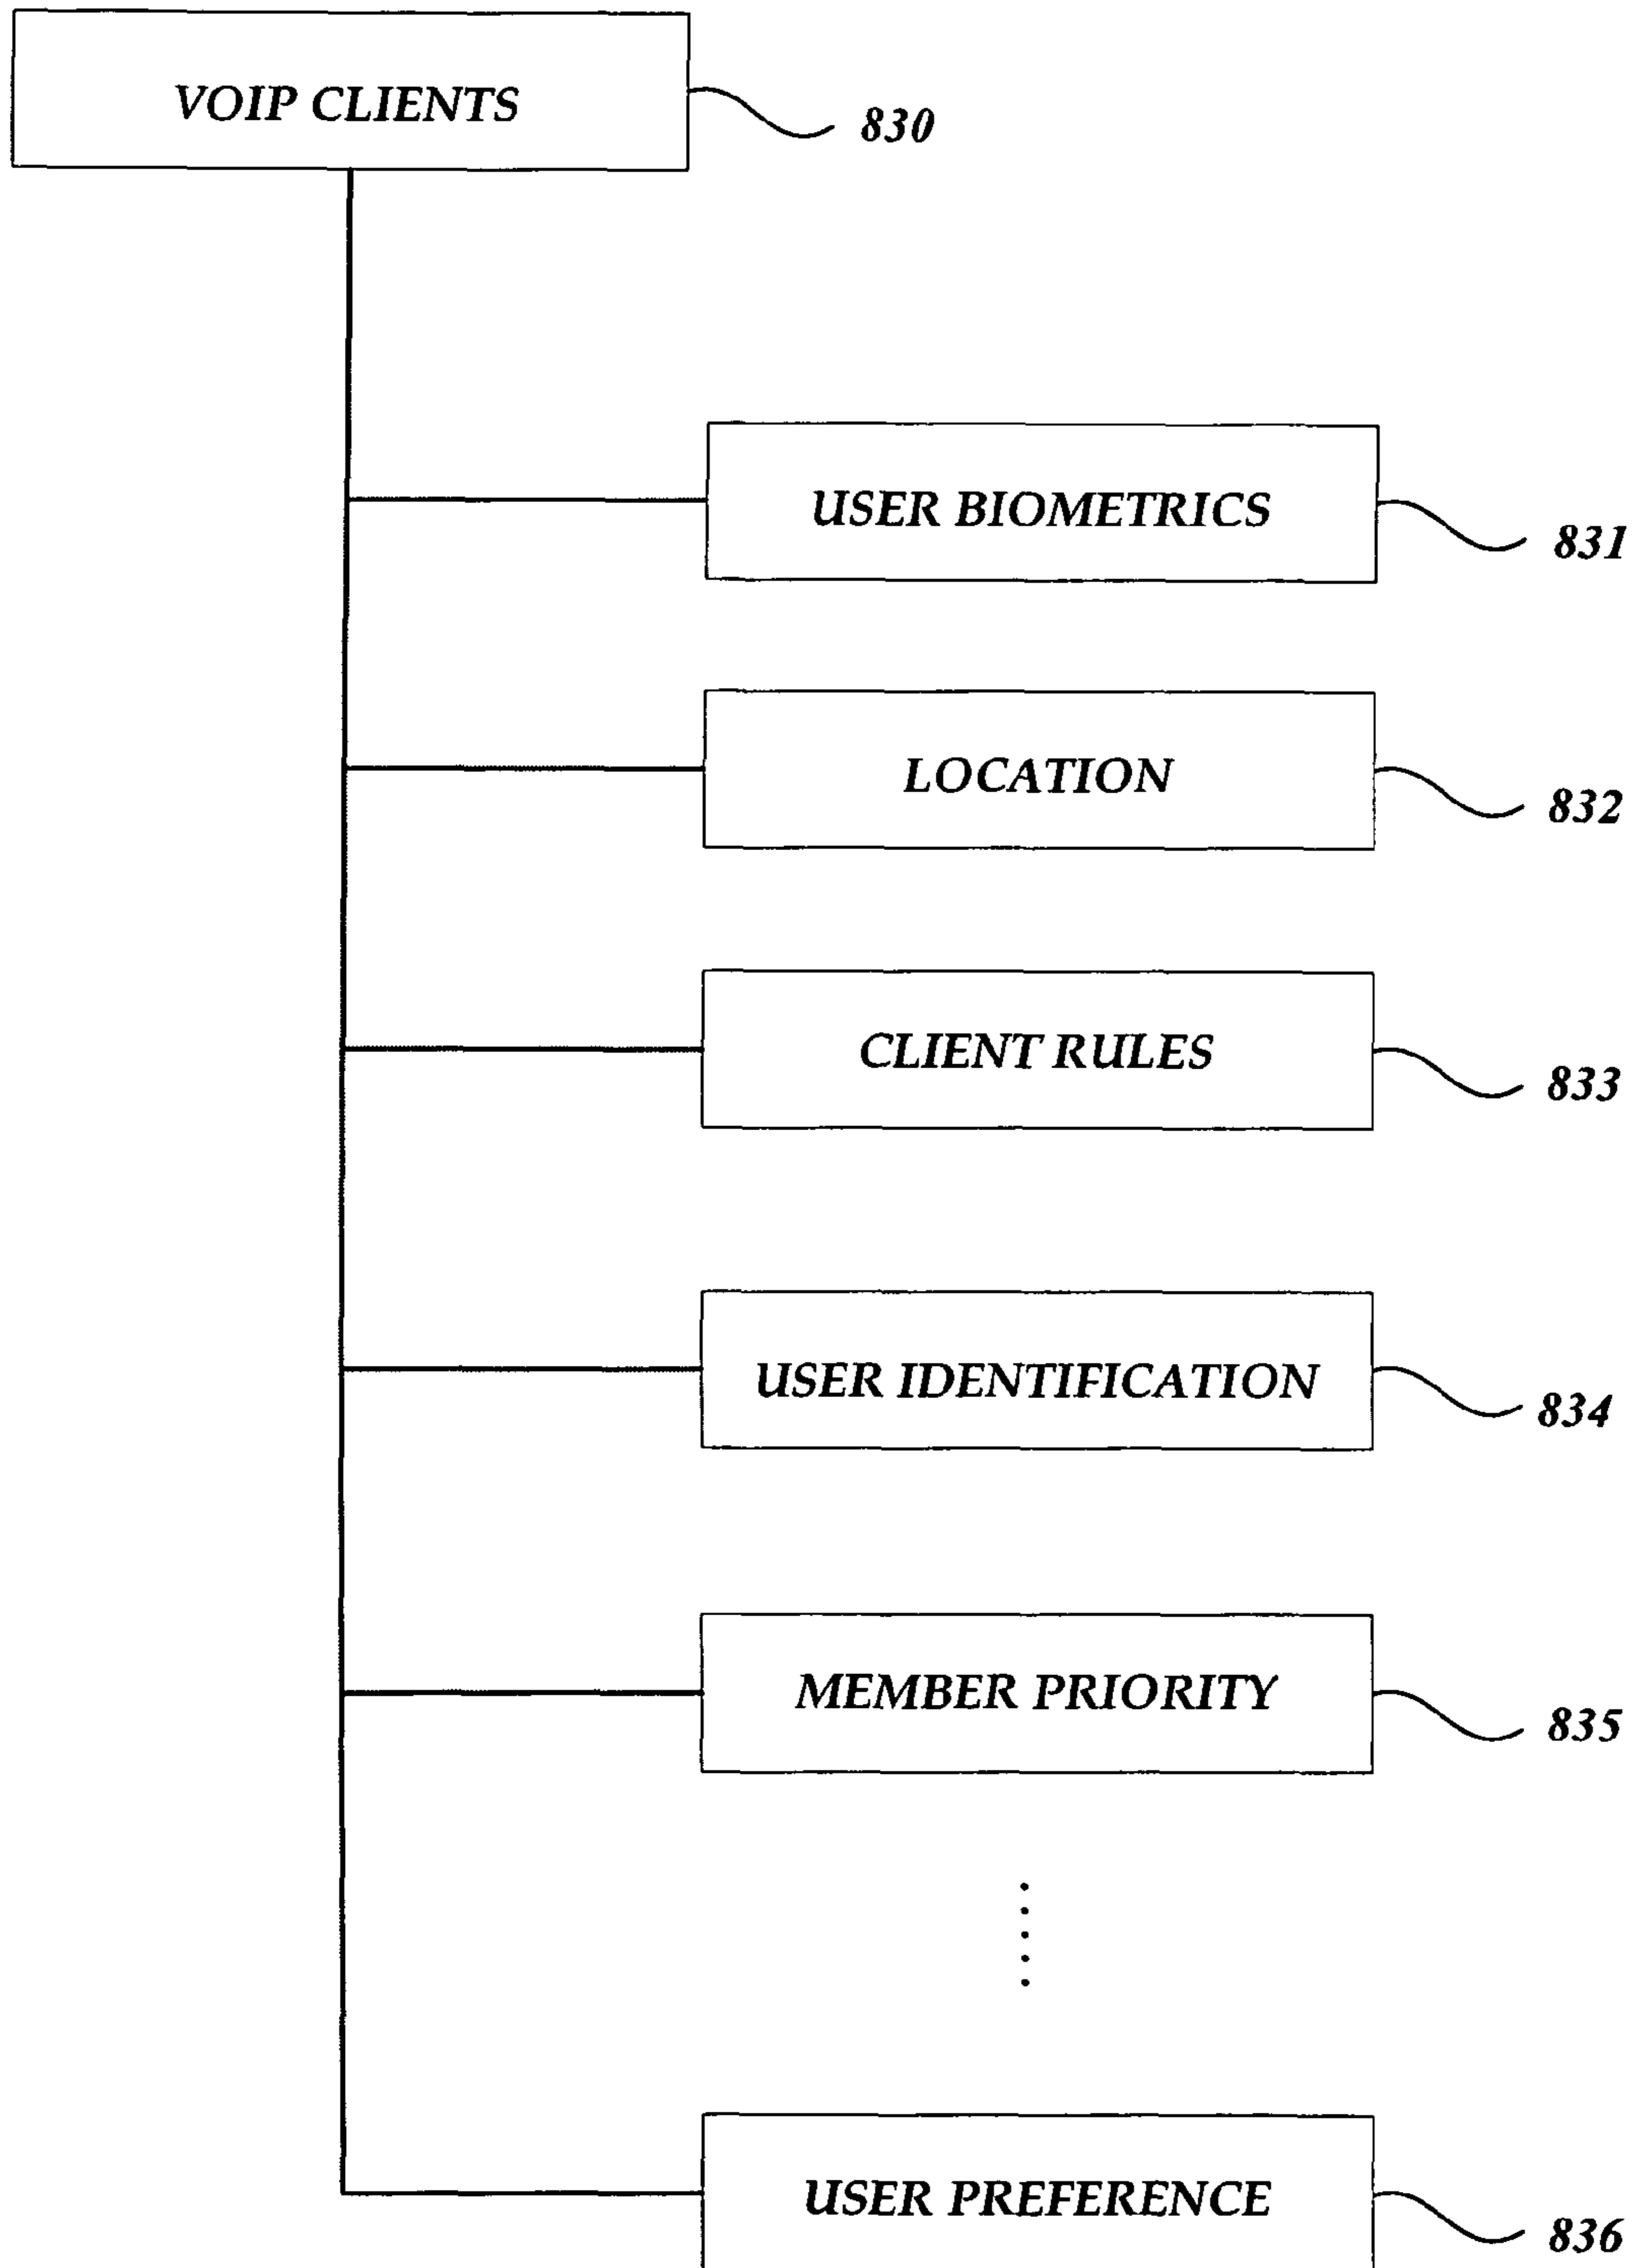 VOIP CLIENTS 830
USER BIOMETRICS 831
LOCATION 832
CLIENT RULES 833
USER IDENTIFICATION 834
MEMBER PRIORITY 835
USER PREFERENCE 836